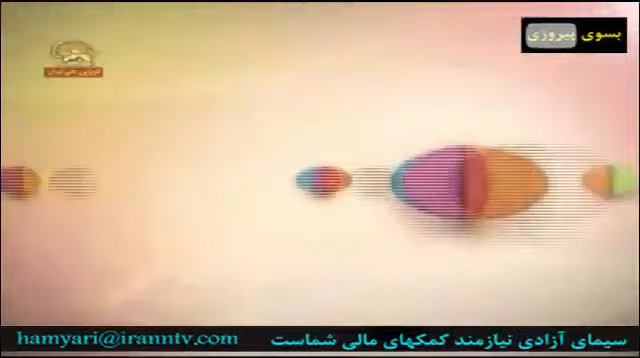 بسوی پیروزی
سیمای آزادی نیازمند کمکهای مالی شماست hamyari@iranntv.com